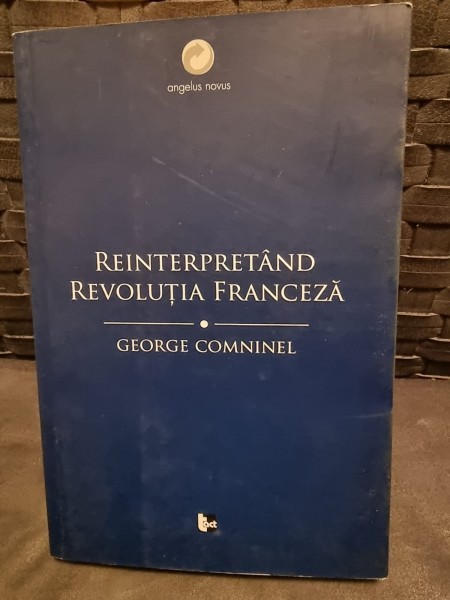 angelus novus
REINTERPRETÂND
REVOLUȚIA FRANCEZĂ
GEORGE COMNINEL
tact